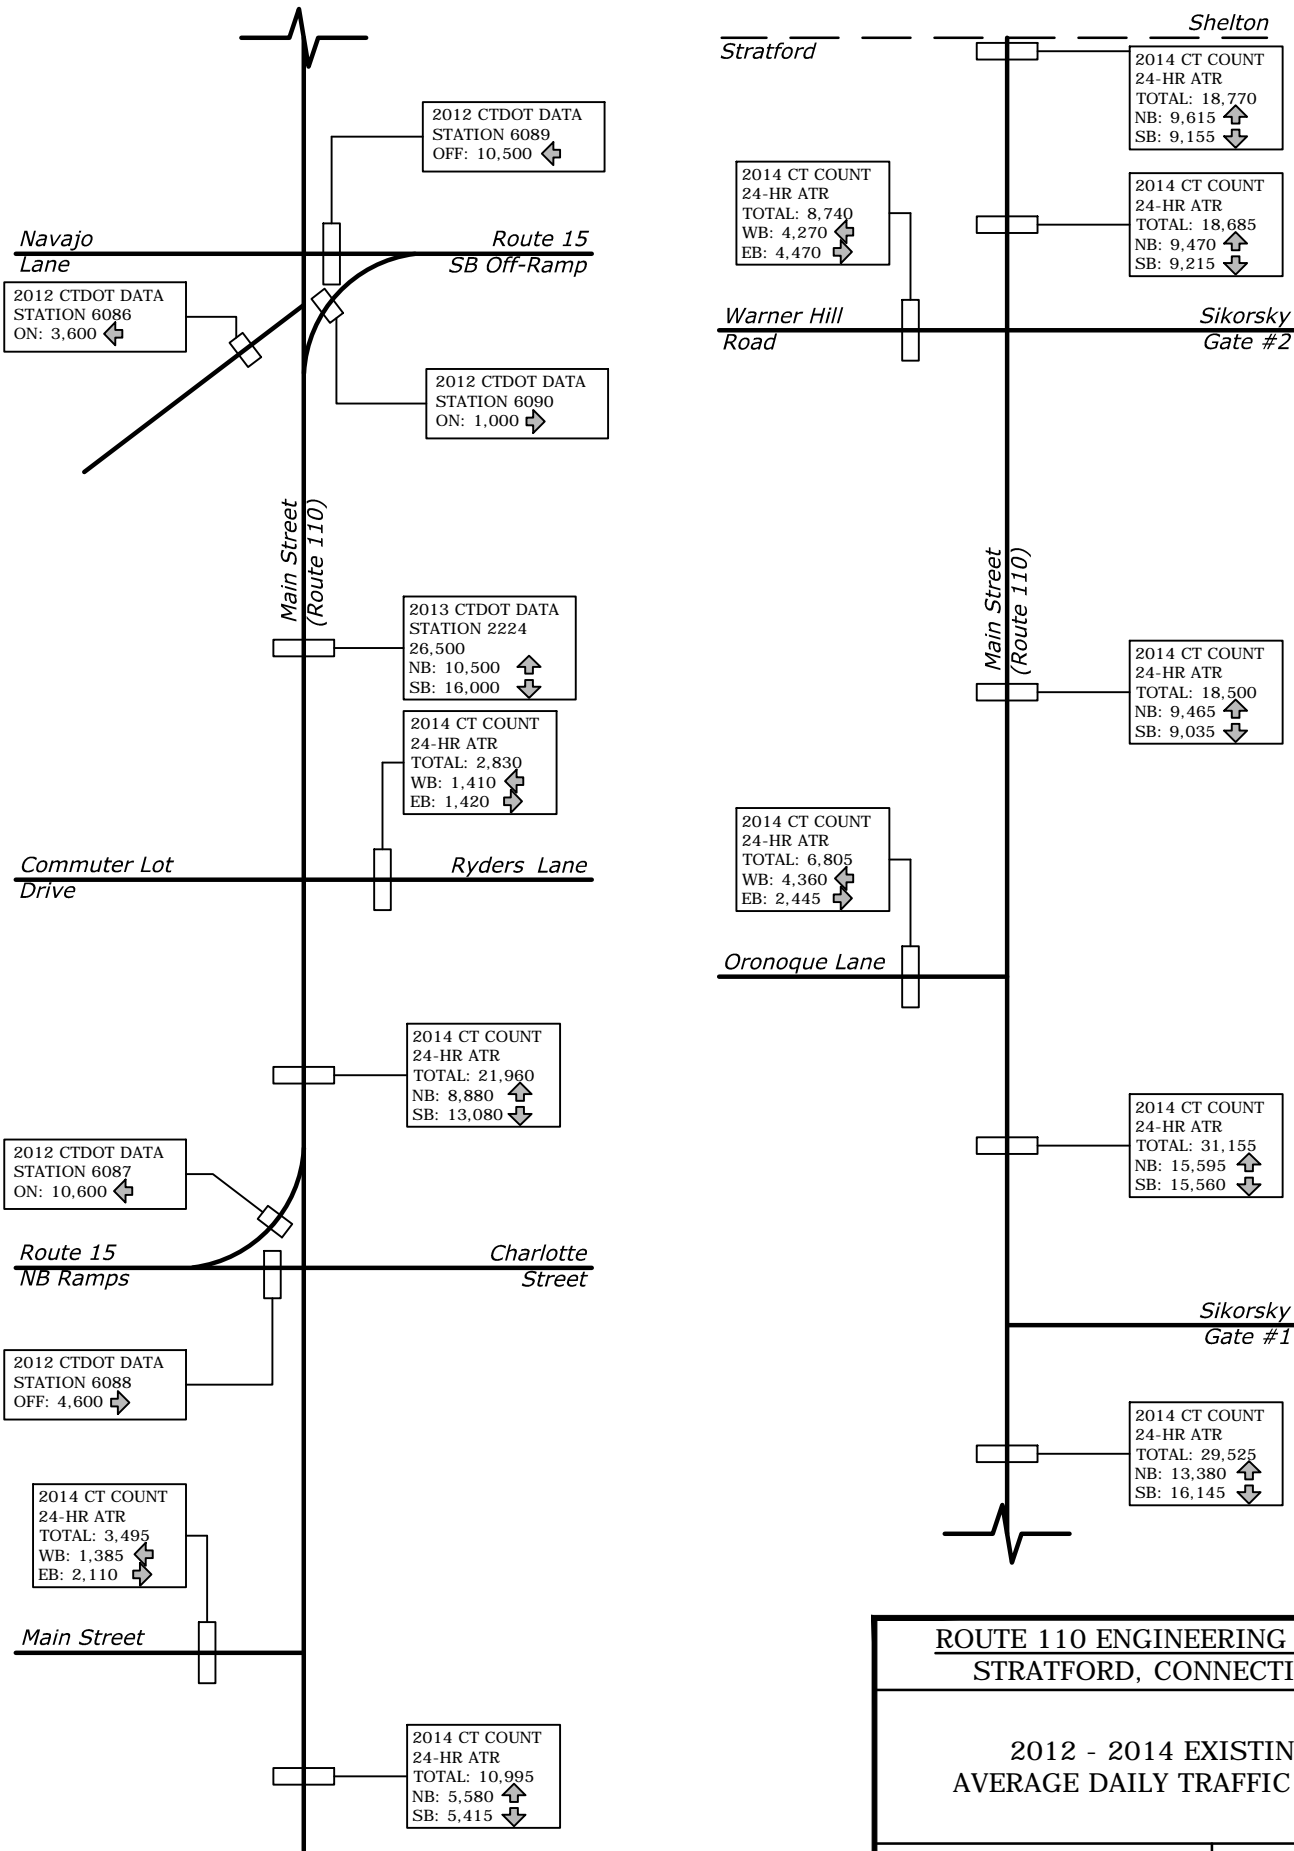 2012 CTDOT DATA
STATION 6089
OFF: 10,500
Navajo
Lane
Route 15
SB Off-Ramp
2012 CTDOT DATA
STATION 6086
ON: 3,600
2012 CTDOT DATA
STATION 6090
ON: 1,000
Main Street
(Route 110)
2013 CTDOT DATA
STATION 2224
26,500
NB: 10,500
SB: 16,000
2014 CT COUNT
24-HR ATR
TOTAL: 2,830
WB: 1,410
EB: 1,420
Commuter Lot
Drive
Ryders Lane
2014 CT COUNT
24-HR ATR
TOTAL: 21,960
NB: 8,880
SB: 13,080
2012 CTDOT DATA
STATION 6087
ON: 10,600
Route 15
NB Ramps
Charlotte
Street
2012 CTDOT DATA
STATION 6088
OFF: 4,600
2014 CT COUNT
24-HR ATR
TOTAL: 3,495
WB: 1,385
EB: 2,110
Main Street
2014 CT COUNT
24-HR ATR
TOTAL: 10,995
NB: 5,580
SB: 5,415
Shelton
Stratford
2014 CT COUNT
24-HR ATR
TOTAL: 18,770
NB: 9,615
SB: 9,155
2014 CT COUNT
24-HR ATR
TOTAL: 8,740
WB: 4,270
EB: 4,470
2014 CT COUNT
24-HR ATR
TOTAL: 18,685
NB: 9,470
SB: 9,215
Warner Hill
Road
Sikorsky
Gate #2
Main Street
(Route 110)
2014 CT COUNT
24-HR ATR
TOTAL: 18,500
NB: 9,465
SB: 9,035
2014 CT COUNT
24-HR ATR
TOTAL: 6,805
WB: 4,360
EB: 2,445
Oronoque Lane
2014 CT COUNT
24-HR ATR
TOTAL: 31,155
NB: 15,595
SB: 15,560
Sikorsky
Gate #1
2014 CT COUNT
24-HR ATR
TOTAL: 29,525
NB: 13,380
SB: 16,145
ROUTE 110 ENGINEERING
STRATFORD, CONNECTI
2012 - 2014 EXISTIN
AVERAGE DAILY TRAFFIC